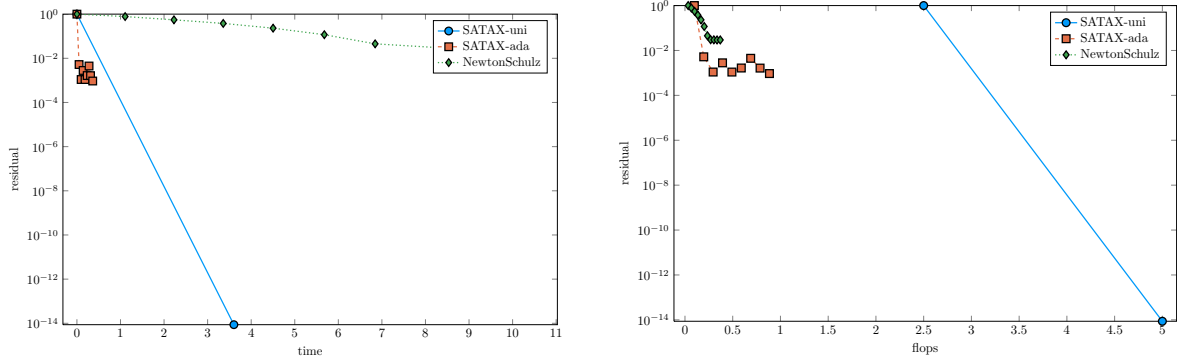 10^0
10^{-2}
10^{-4}
10^{-6}
10^{-8}
10^{-10}
10^{-12}
10^{-14}
residual
0 1 2 3 4 5 6 7 8 9 10 11
time
SATAX-uni
SATAX-ada
NewtonSchulz
10^0
10^{-2}
10^{-4}
10^{-6}
10^{-8}
10^{-10}
10^{-12}
10^{-14}
residual
0 0.5 1 1.5 2 2.5 3 3.5 4 4.5 5
flops
SATAX-uni
SATAX-ada
NewtonSchulz